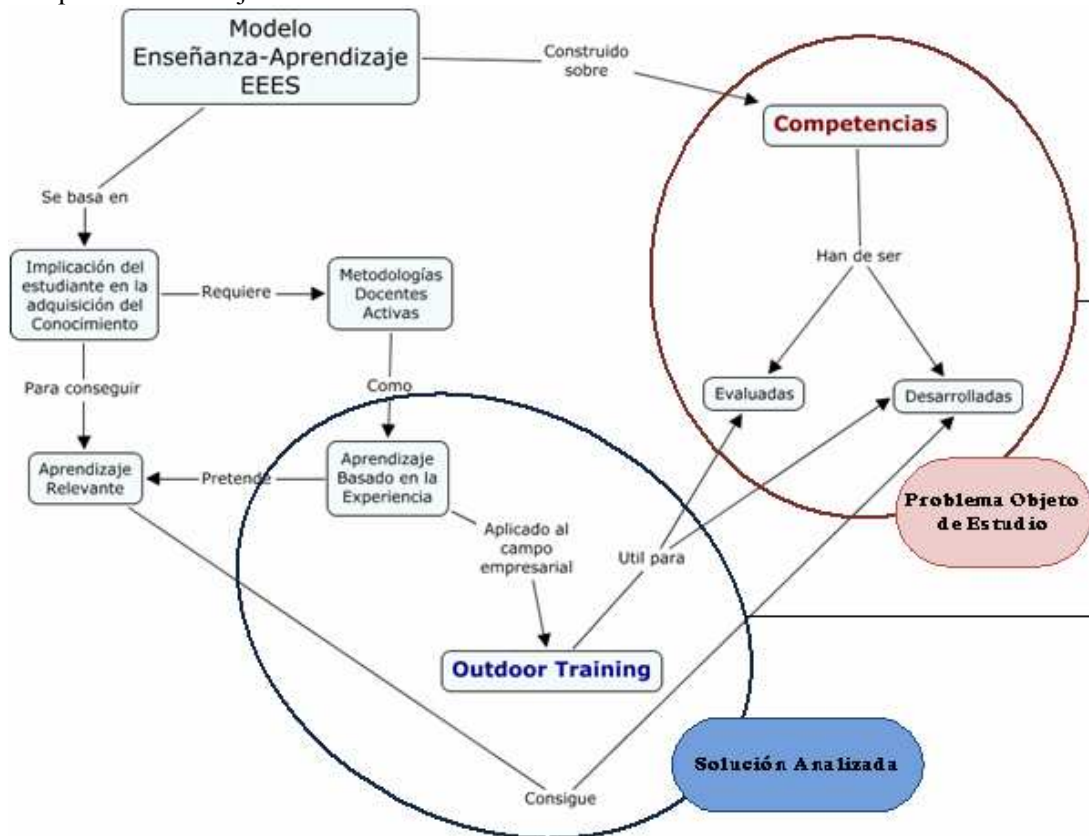 Modelo
Enseñanza-Aprendizaje
EEES
Construido
sobre
Competencias
Se basa en
Han de ser
Implicación del
estudiante en la
adquisición del
Conocimiento
Requiere
Metodologías
Docentes
Activas
Para conseguir
Como
Evaluadas
Desarrolladas
Aprendizaje
Relevante
Pretende
Aprendizaje
Basado en la
Experiencia
Problema Objeto
de Estudio
Aplicado al
campo
empresarial
Util para
Outdoor Training
Solución Analizada
Consigue